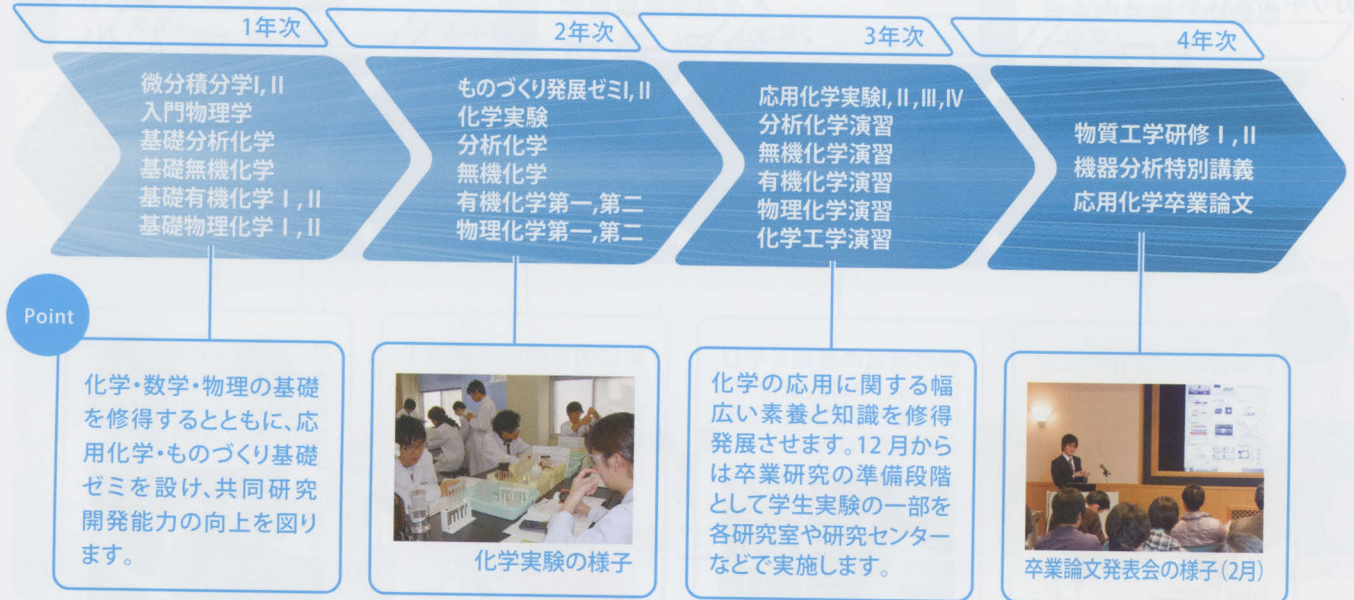 1年次
微分積分学I, II
入門物理学
基礎分析化学
基礎無機化学
基礎有機化学 I , II
基礎物理化学 I , II
2年次
ものづくり発展ゼミI, II
化学実験
分析化学
無機化学
有機化学第一,第二
物理化学第一,第二
3年次
応用化学実験I, II , III, IV
分析化学演習
無機化学演習
有機化学演習
物理化学演習
化学工学演習
4年次
物質工学研修 I , II
機器分析特別講義
応用化学卒業論文
Point
化学・数学・物理の基礎
を修得するとともに、応
用化学・ものづくり基礎
ゼミを設け、共同研究
開発能力の向上を図り
ます。
化学実験の様子
化学の応用に関する幅
広い素養と知識を修得
発展させます。12 月から
は卒業研究の準備段階
として学生実験の一部を
各研究室や研究センター
などで実施します。
卒業論文発表会の様子(2月)